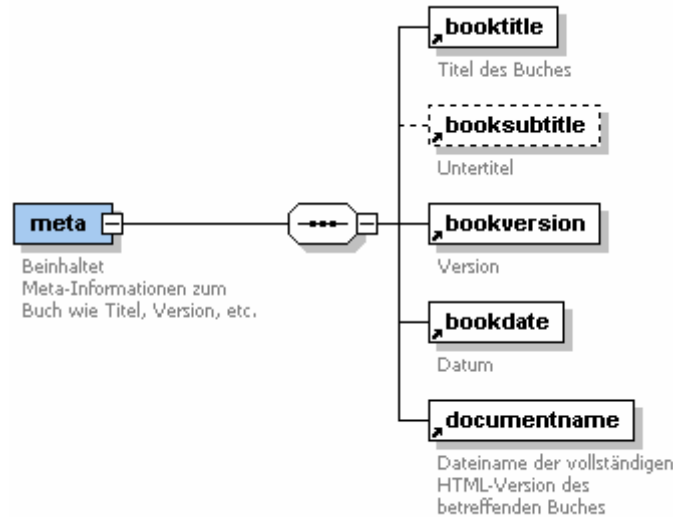 booktitle
Titel des Buches
booksubtitle
Untertitel
meta
Beinhaltet
Meta-Informationen zum
Buch wie Titel, Version, etc.
bookversion
Version
bookdate
Datum
documentname
Dateiname der vollständigen
HTML-Version des
betreffenden Buches